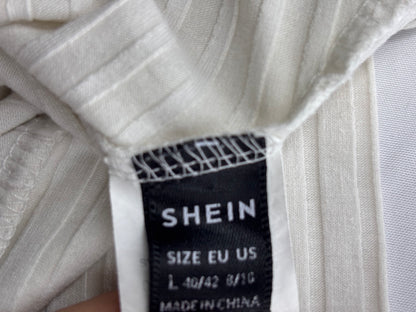 SHEIN
SIZE EU US
L 40/42 8/10
MADE IN CHINA